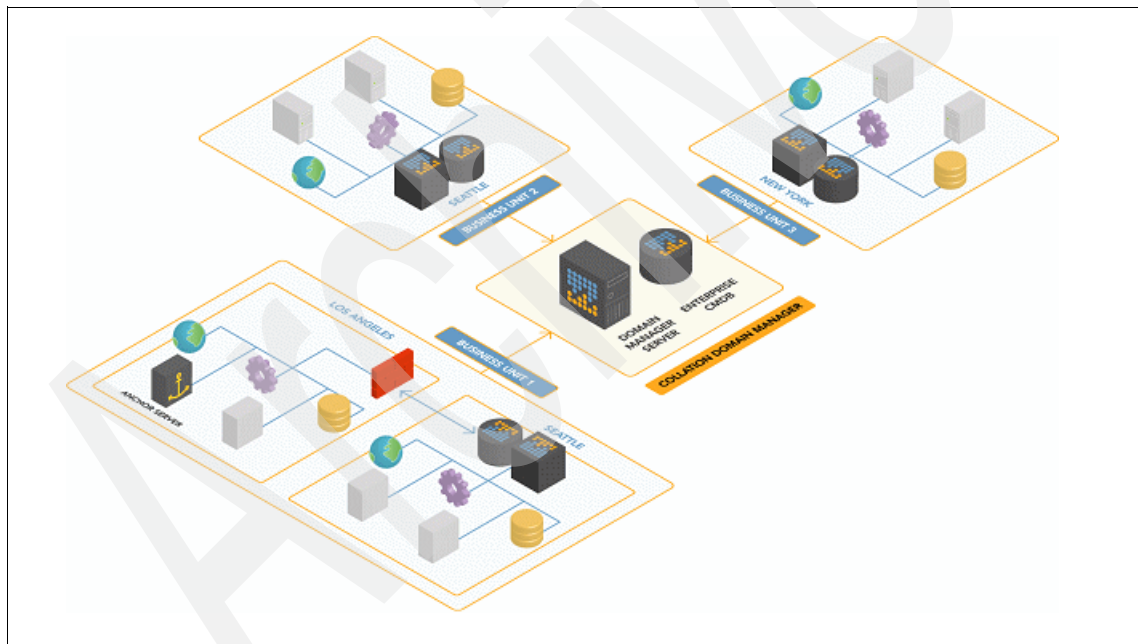 SEATTLE
BUSINESS UNIT 2
NEW YORK
BUSINESS UNIT 3
DOMAIN
MANAGER
SERVER
ENTERPRISE
CMDB
COLLATION DOMAIN MANAGER
LOS ANGELES
BUSINESS UNIT 1
ANCHOR SERVER
SEATTLE